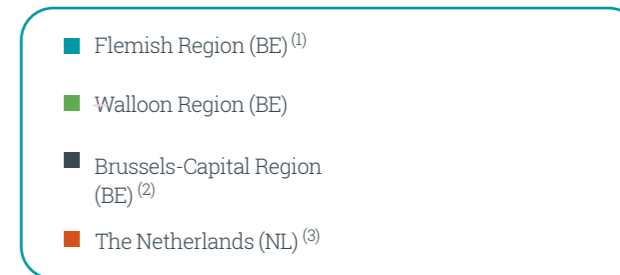 Flemish Region (BE) (1)
Walloon Region (BE)
Brussels-Capital Region
(BE) (2)
The Netherlands (NL) (3)